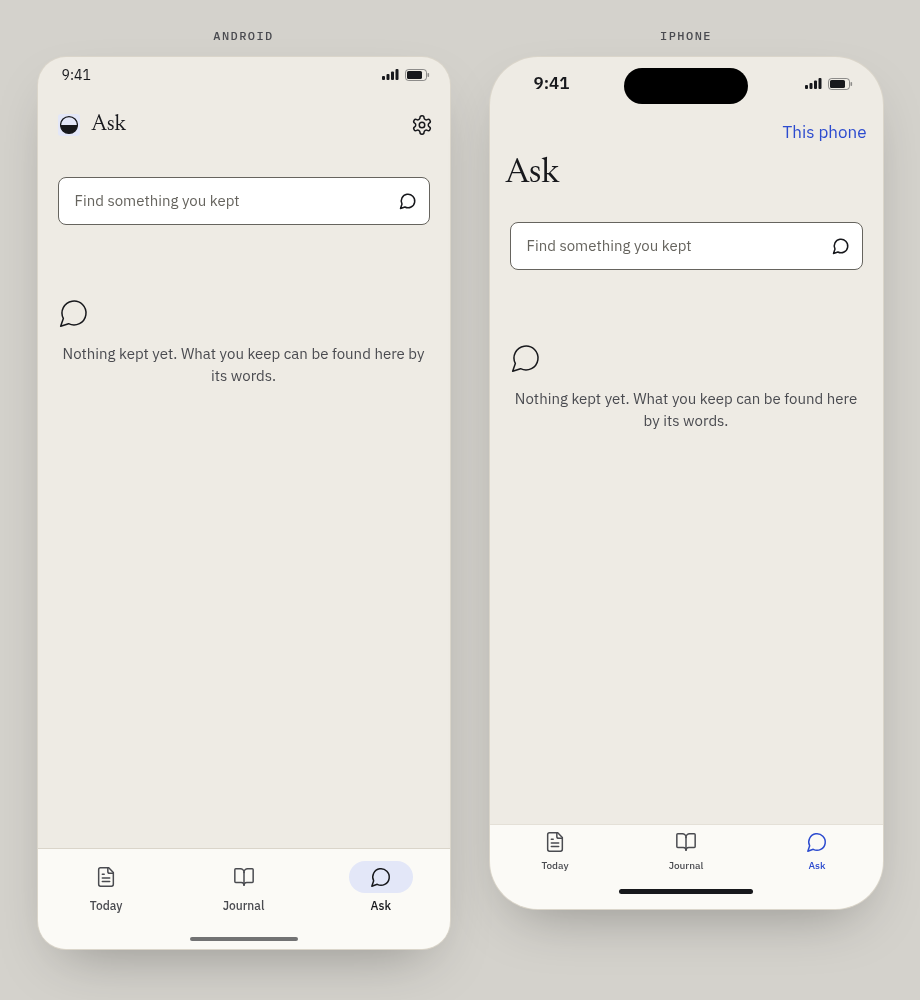 ANDROID
9:41
Ask
Find something you kept
Nothing kept yet. What you keep can be found here by
its words.
Today
Journal
Ask
IPHONE
9:41
This phone
Ask
Find something you kept
Nothing kept yet. What you keep can be found here
by its words.
Today
Journal
Ask